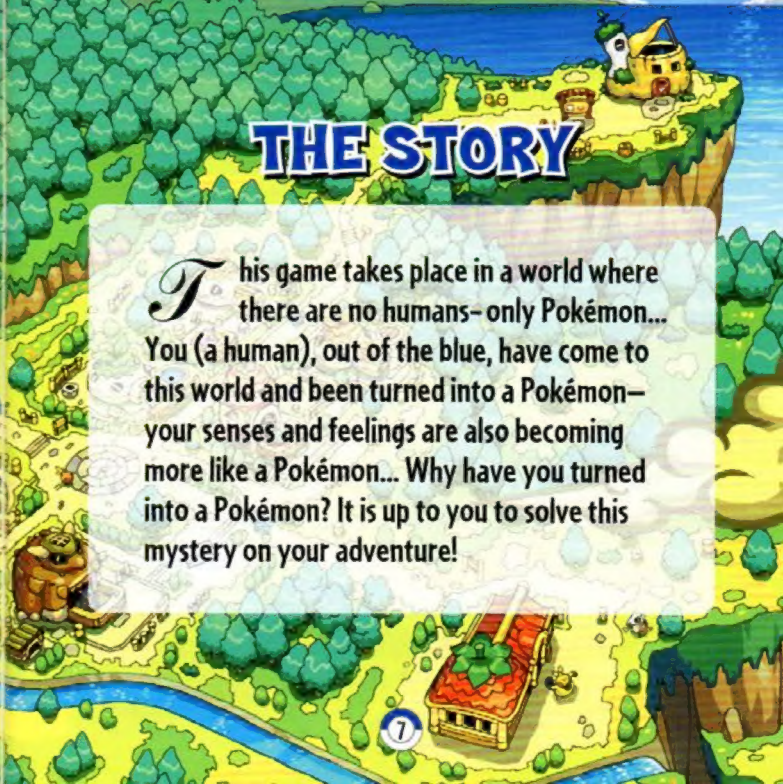 THE STORY
This game takes place in a world where
there are no humans–only Pokémon...
You (a human), out of the blue, have come to
this world and been turned into a Pokémon—
your senses and feelings are also becoming
more like a Pokémon... Why have you turned
into a Pokémon? It is up to you to solve this
mystery on your adventure!
7